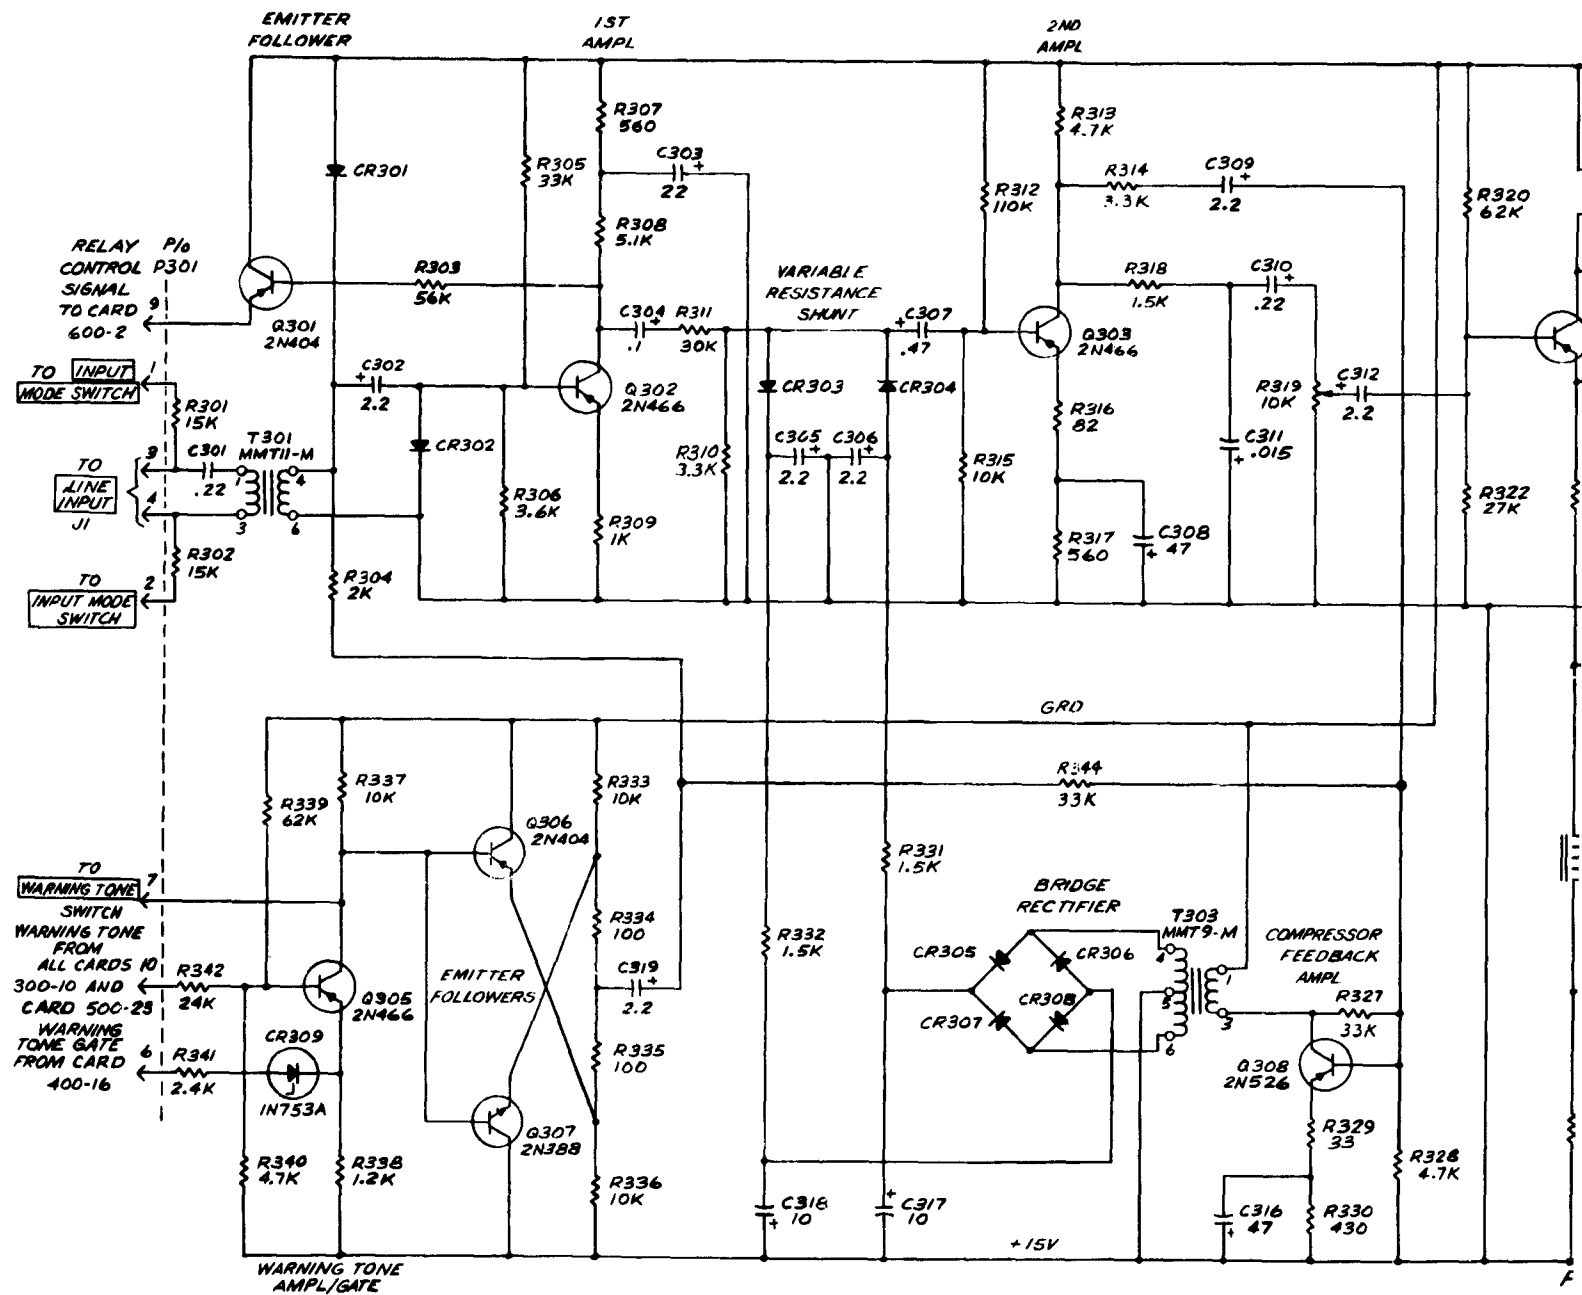 EMITTER
FOLLOWER
1ST
AMPL
2ND
AMPL
R307
560
R313
4.7K
CR301
R305
33K
C303
+
22
R312
110K
R314
3.3K
C309
+
2.2
R320
62K
R308
5.1K
RELAY
CONTROL
SIGNAL
TO CARD
600-2
P/o
P301
9
Q301
2N404
R303
56K
VARIABLE
RESISTANCE
SHUNT
R318
1.5K
C310
+
.22
C304
+
.1
R311
30K
+
C307
.47
Q303
2N466
TO INPUT
MODE SWITCH
1
C302
+
2.2
Q302
2N466
CR303
CR304
R316
82
R319
10K
C312
+
2.2
R301
15K
T301
MMT11-M
CR302
TO
LINE
INPUT
J1
3
4
C301
.22
1
3
4
6
R310
3.3K
C305
+
2.2
C306
+
2.2
R315
10K
C311
+
.015
R306
3.6K
R309
1K
R317
560
C308
+
47
R322
27K
R302
15K
TO
INPUT MODE
SWITCH
2
R304
2K
GRD
R337
10K
R333
10K
R344
33K
R339
62K
Q306
2N404
R331
1.5K
TO
WARNING TONE
SWITCH
7
BRIDGE
RECTIFIER
T303
MMT9-M
R334
100
R332
1.5K
CR305
CR306
COMPRESSOR
FEEDBACK
AMPL
WARNING TONE
FROM
ALL CARDS 10
300-10 AND
CARD 500-23
R342
24K
EMITTER
FOLLOWERS
C319
+
2.2
Q305
2N466
CR307
CR308
4
5
6
1
3
R327
33K
WARNING
TONE GATE
FROM CARD
400-16
6
R341
2.4K
CR309
1N753A
R335
100
Q308
2N526
Q307
2N388
R329
33
R340
4.7K
R338
1.2K
R336
10K
R328
4.7K
C318
+
10
+
C317
10
C316
+
47
R330
430
+15V
WARNING TONE
AMPL/GATE